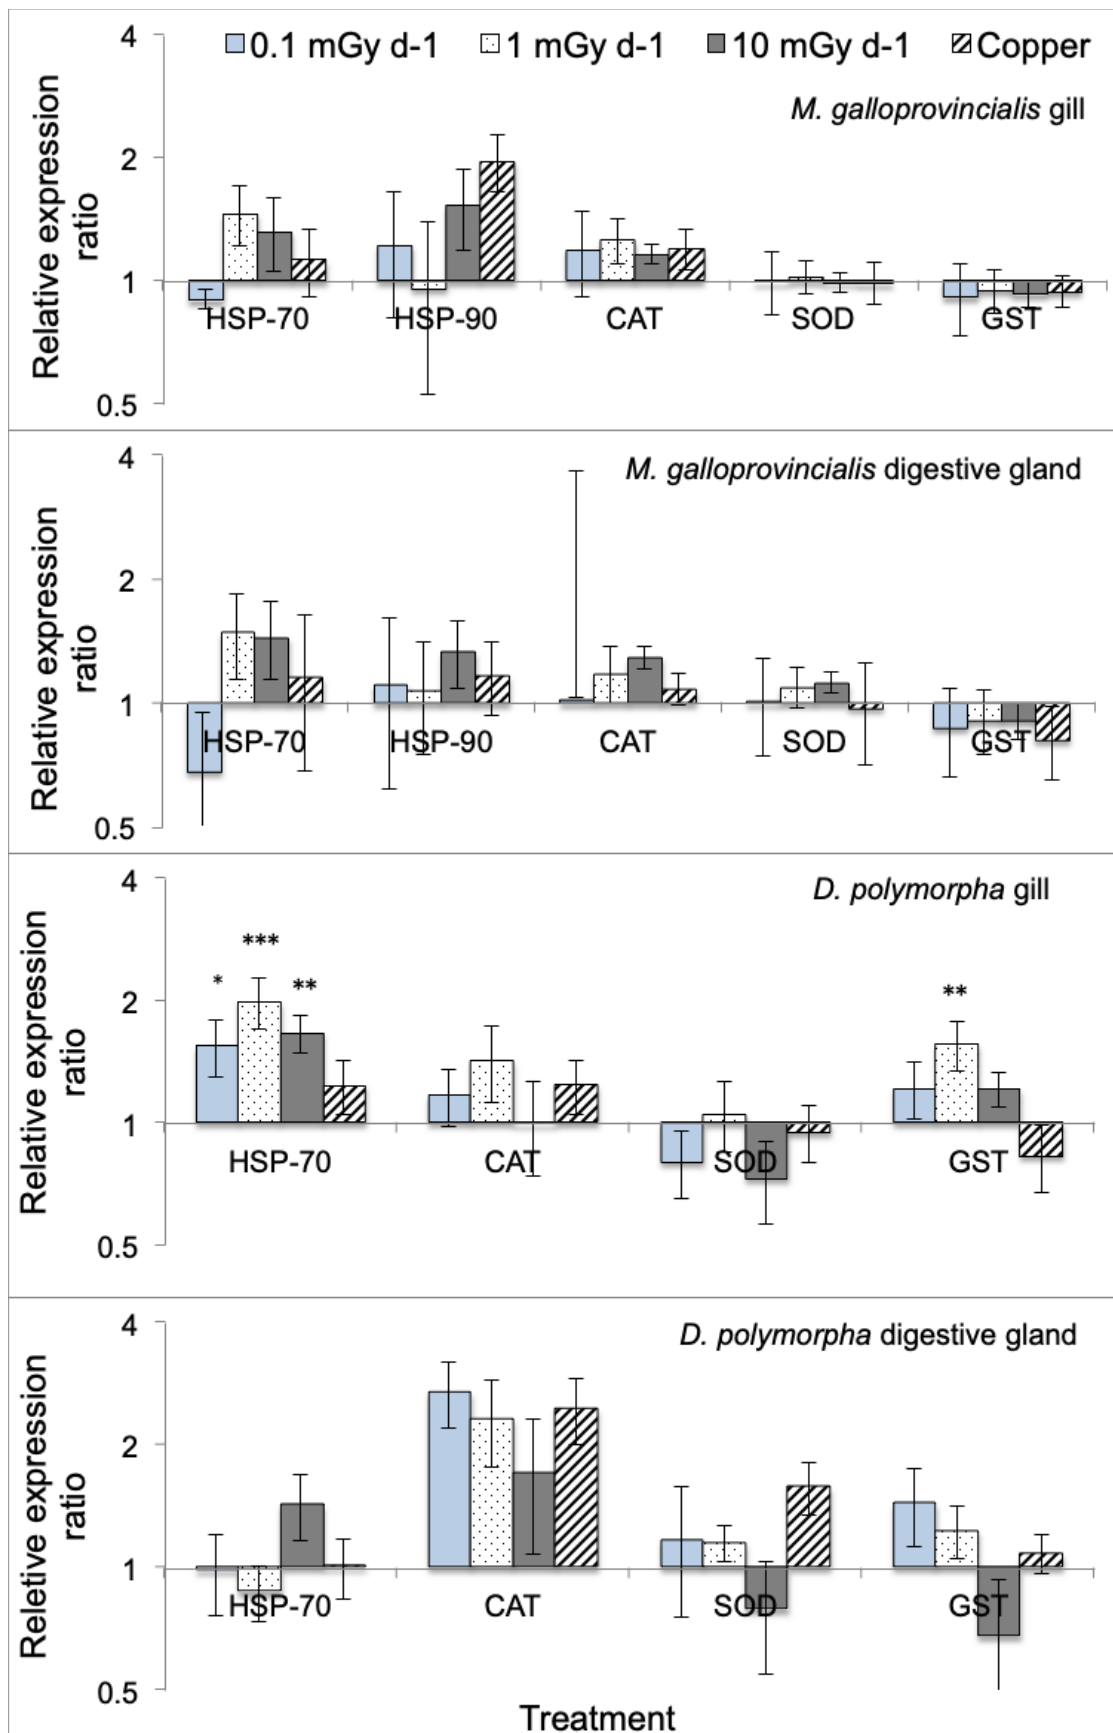 4
0.1 mGy d-1 1 mGy d-1 10 mGy d-1 Copper
M. galloprovincialis gill
2
1
0.5
Relative expression
ratio
HSP-70 HSP-90 CAT SOD GST
4
M. galloprovincialis digestive gland
2
1
0.5
Relative expression
ratio
HSP-70 HSP-90 CAT SOD GST
4
D. polymorpha gill
2
1
0.5
Relative expression
ratio
* *** ** **
HSP-70 CAT SOD GST
4
D. polymorpha digestive gland
2
1
0.5
Reletive expression
ratio
HSP-70 CAT SOD GST
Treatment